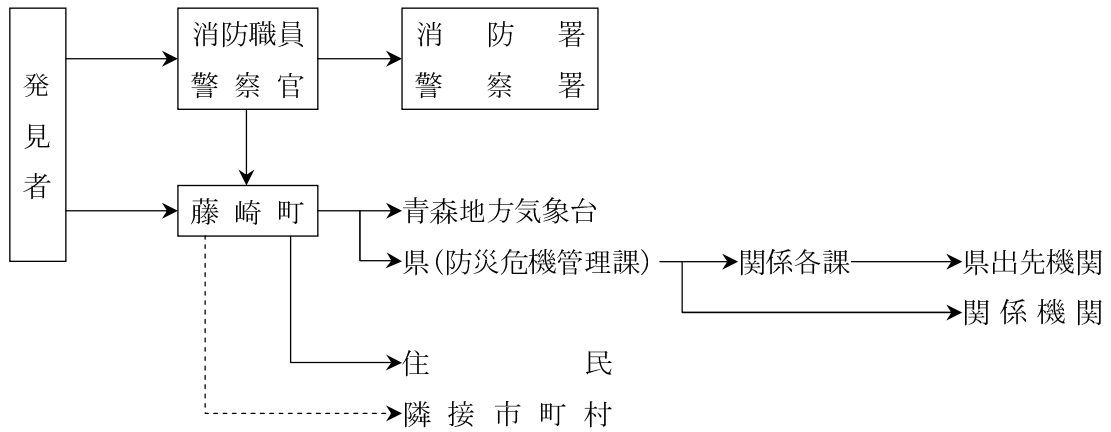 発見者
消防職員
警察官
消防署
警察署
藤崎町
青森地方気象台
県(防災危機管理課)
関係各課
県出先機関
関係機関
住民
隣接市町村